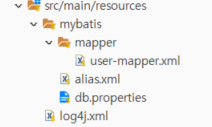 src/main/resources
mybatis
mapper
user-mapper.xml
alias.xml
db.properties
log4j.xml